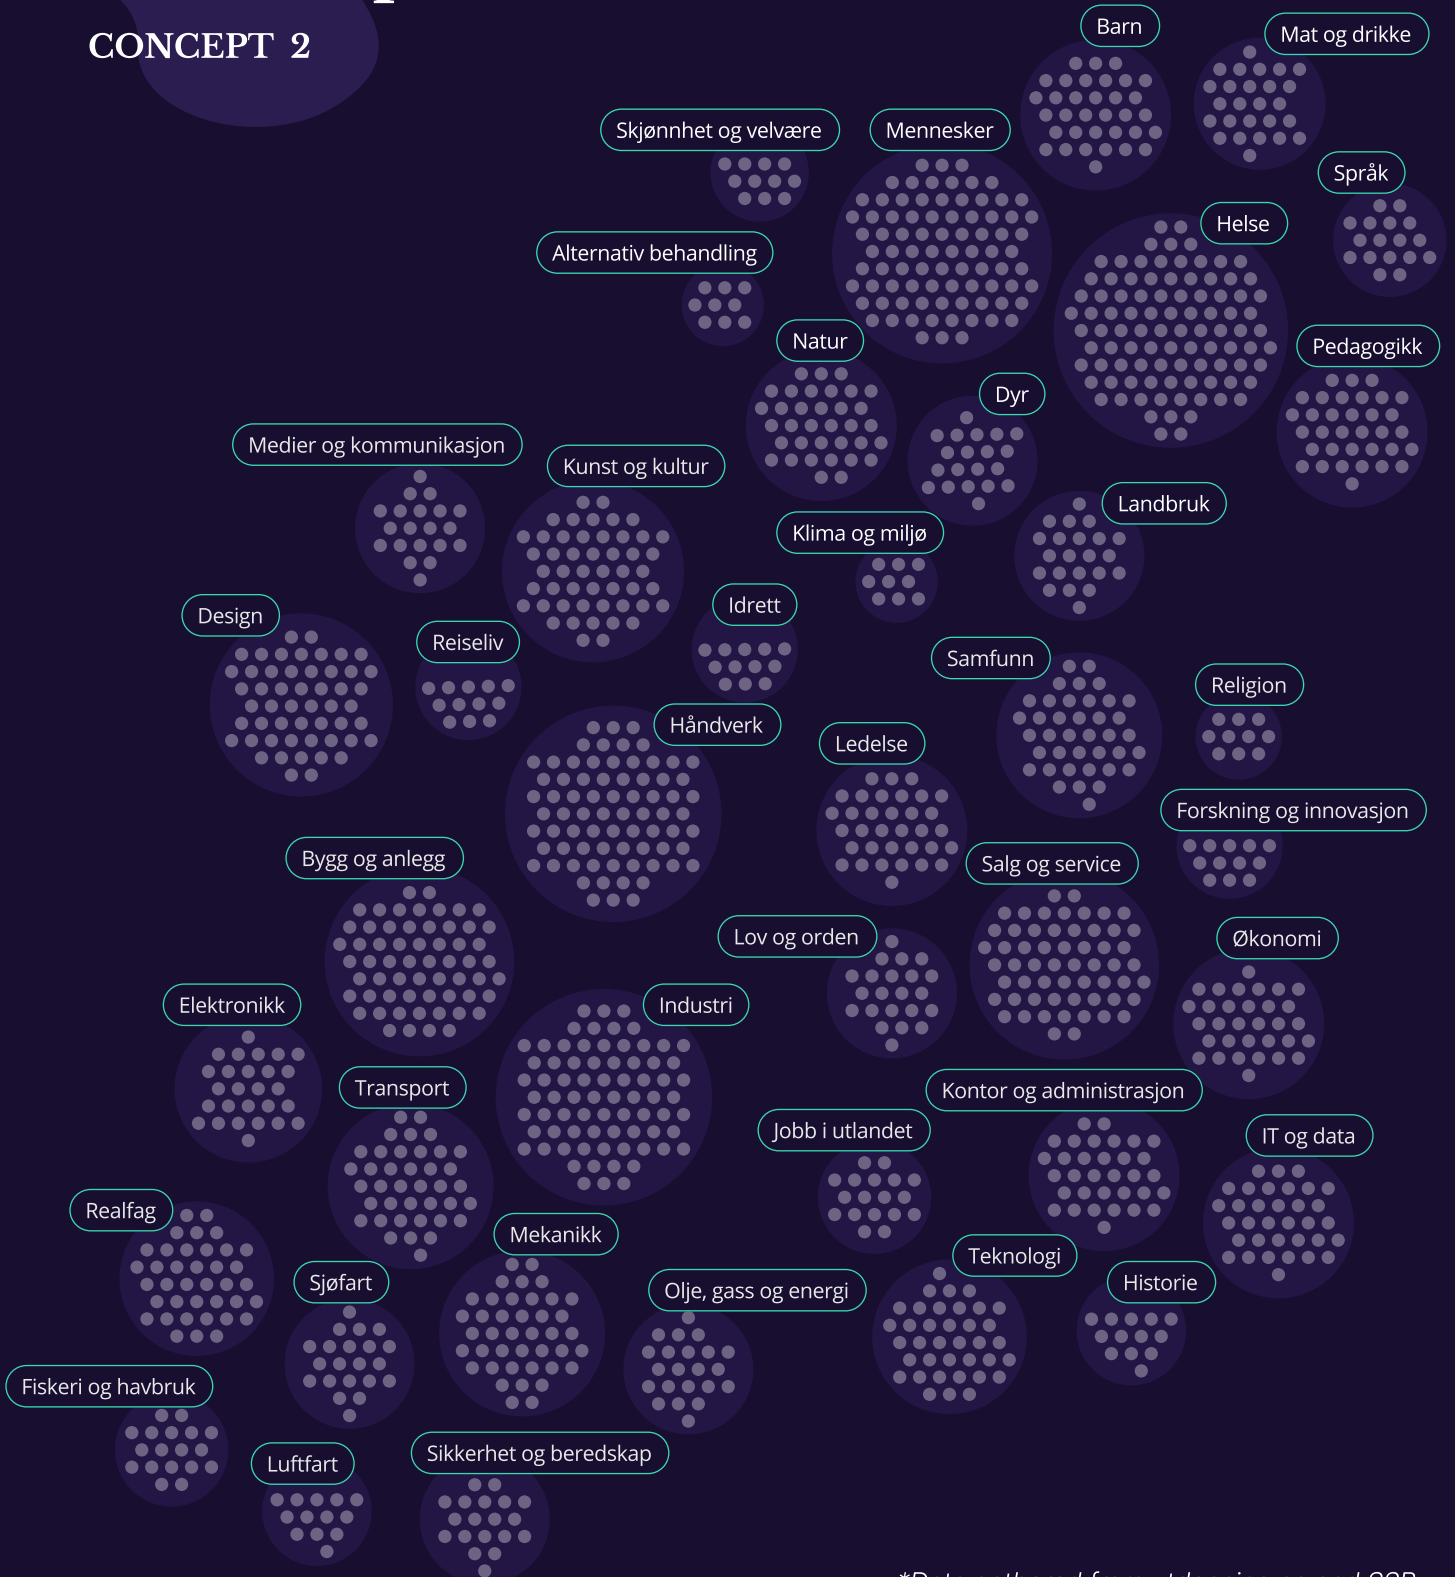 CONCEPT 2
Barn
Mat og drikke
Skjønnhet og velvære
Mennesker
Språk
Helse
Alternativ behandling
Natur
Pedagogikk
Dyr
Medier og kommunikasjon
Kunst og kultur
Landbruk
Klima og miljø
Idrett
Design
Reiseliv
Samfunn
Religion
Håndverk
Ledelse
Forskning og innovasjon
Bygg og anlegg
Salg og service
Lov og orden
Økonomi
Elektronikk
Industri
Transport
Kontor og administrasjon
Jobb i utlandet
IT og data
Realfag
Mekanikk
Teknologi
Sjøfart
Olje, gass og energi
Historie
Fiskeri og havbruk
Sikkerhet og beredskap
Luftfart